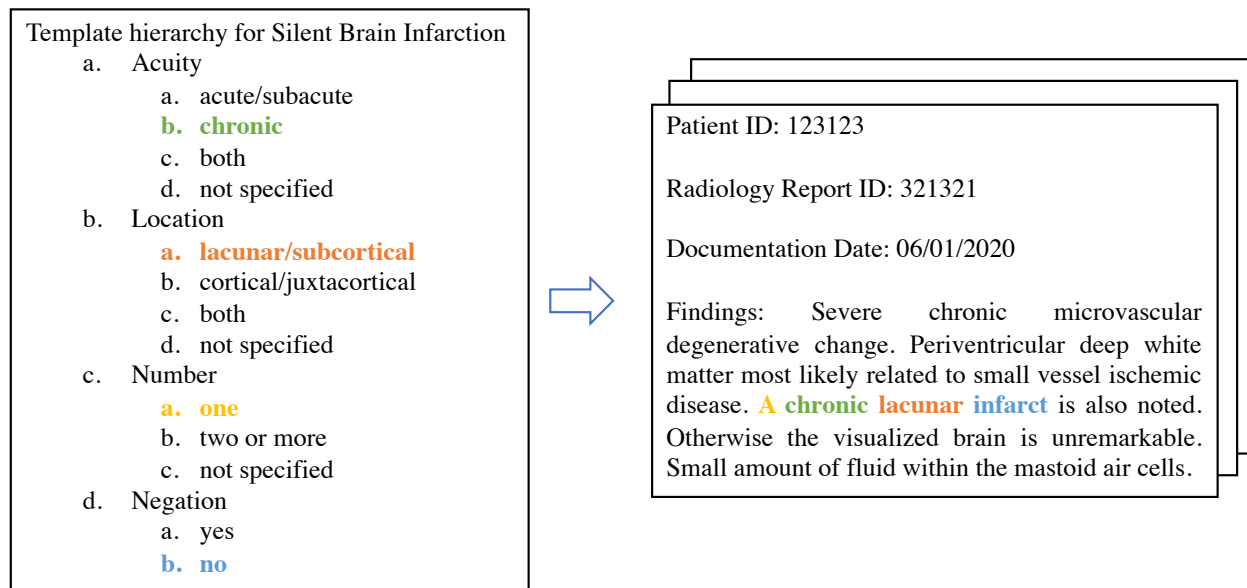 Template hierarchy for Silent Brain Infarction
a. Acuity
a. acute/subacute
b. chronic
c. both
d. not specified
b. Location
a. lacunar/subcortical
b. cortical/juxtacortical
c. both
d. not specified
c. Number
a. one
b. two or more
c. not specified
d. Negation
a. yes
b. no
Patient ID: 123123
Radiology Report ID: 321321
Documentation Date: 06/01/2020
Findings: Severe chronic microvascular
degenerative change. Periventricular deep white
matter most likely related to small vessel ischemic
disease. A chronic lacunar infarct is also noted.
Otherwise the visualized brain is unremarkable.
Small amount of fluid within the mastoid air cells.